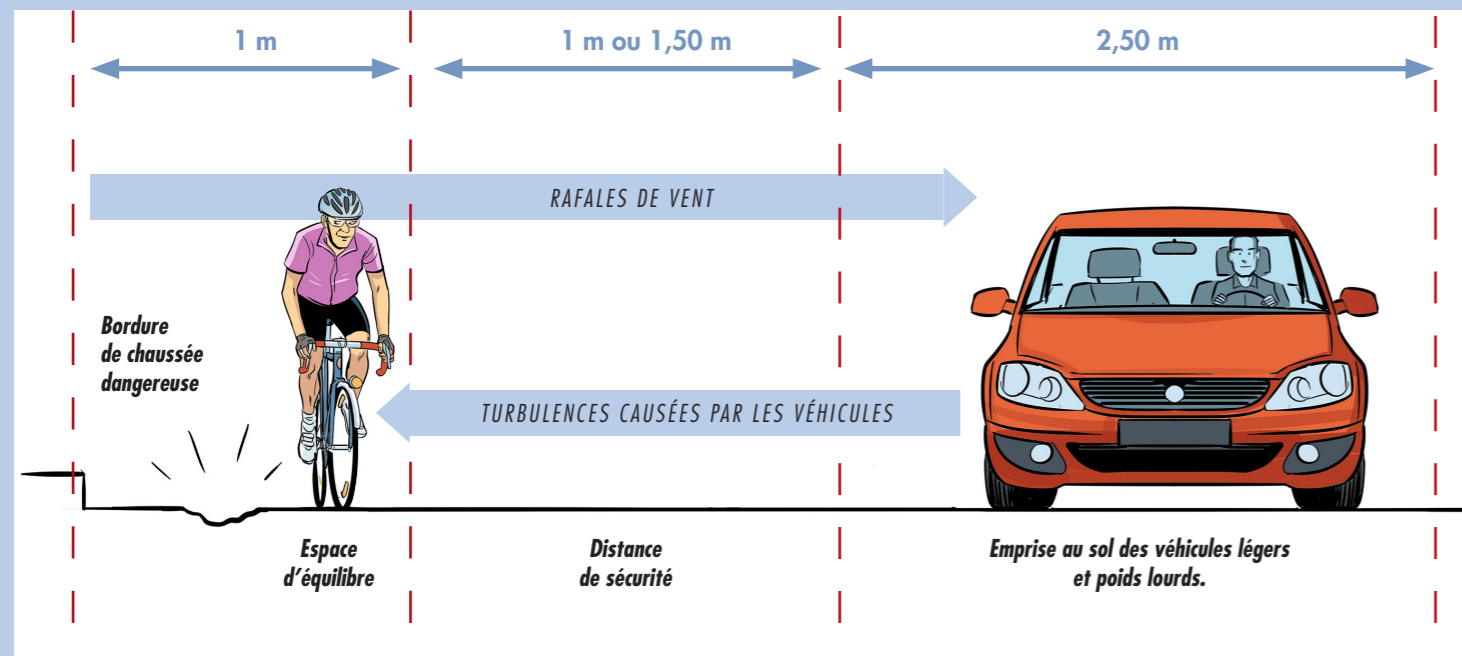 1 m
1 m ou 1,50 m
2,50 m
RAFALES DE VENT
Bordure
de chaussée
dangereuse
TURBULENCES CAUSÉES PAR LES VÉHICULES
Espace
d'équilibre
Distance
de sécurité
Emprise au sol des véhicules légers
et poids lourds.